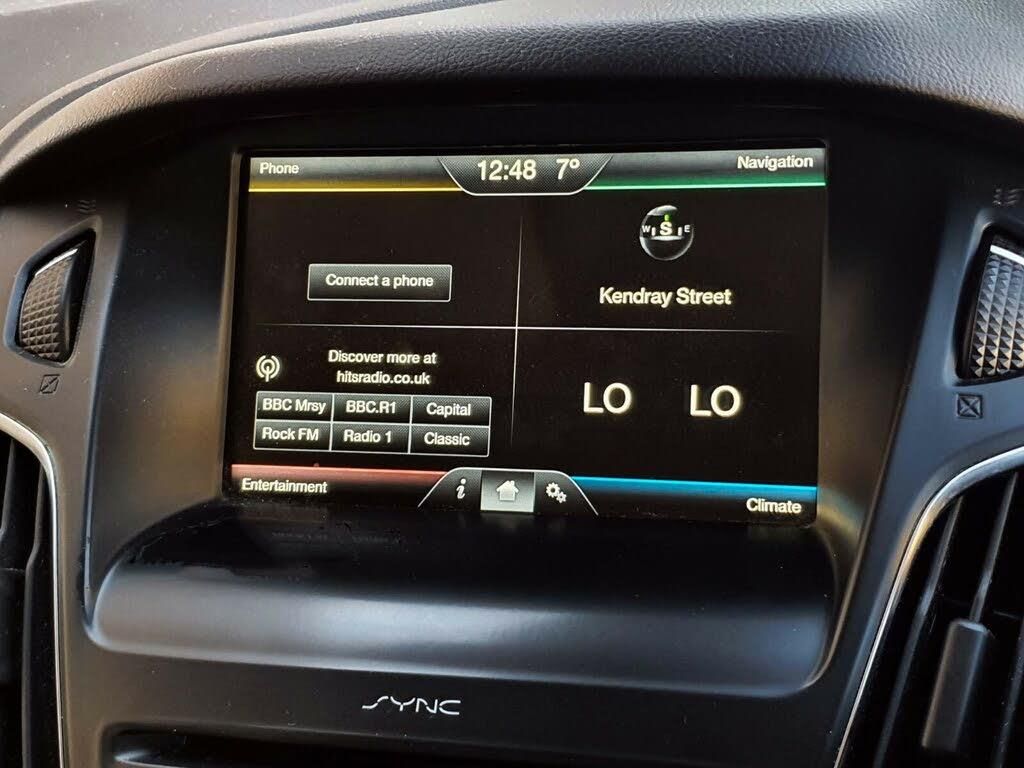 Phone
12:48 7°
Navigation
W S E
Connect a phone
Kendray Street
Discover more at
hitsradio.co.uk
LO LO
BBC Mrsy BBC.R1 Capital
Rock FM Radio 1 Classic
Entertainment
i
Climate
SYNC